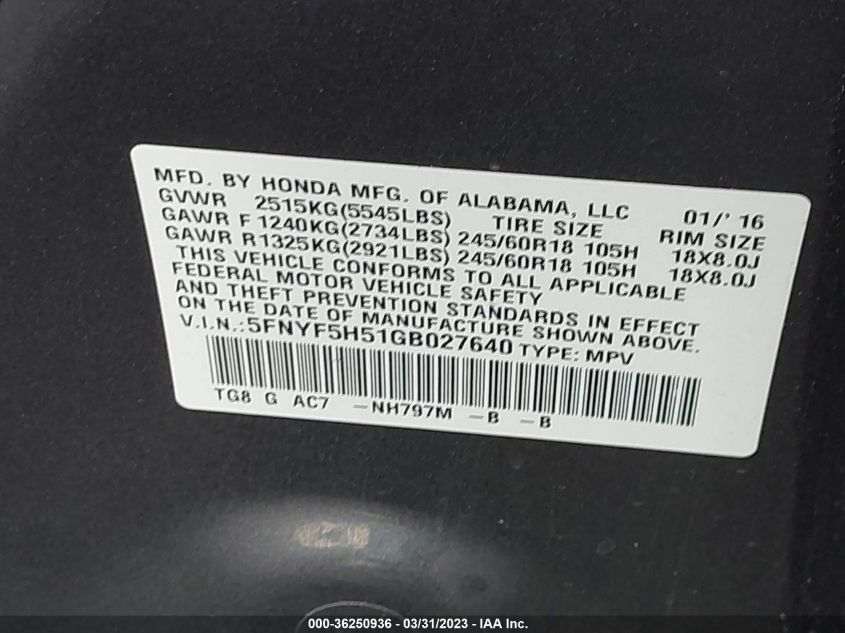 MFD. BY HONDA MFG. OF ALABAMA, LLC 01/' 16
GVWR 2515KG(5545LBS) TIRE SIZE RIM SIZE
GAWR F 1240KG(2734LBS) 245/60R18 105H 18X8.0J
GAWR R1325KG(2921LBS) 245/60R18 105H 18X8.0J
THIS VEHICLE CONFORMS TO ALL APPLICABLE
FEDERAL MOTOR VEHICLE SAFETY
AND THEFT PREVENTION STANDARDS IN EFFECT
ON THE DATE OF MANUFACTURE SHOWN ABOVE.
V.I.N.:5FNYF5H51GB027640 TYPE: MPV
TG8 G AC7 -NH797M -B -B
000-36250936 - 03/31/2023 - IAA Inc.